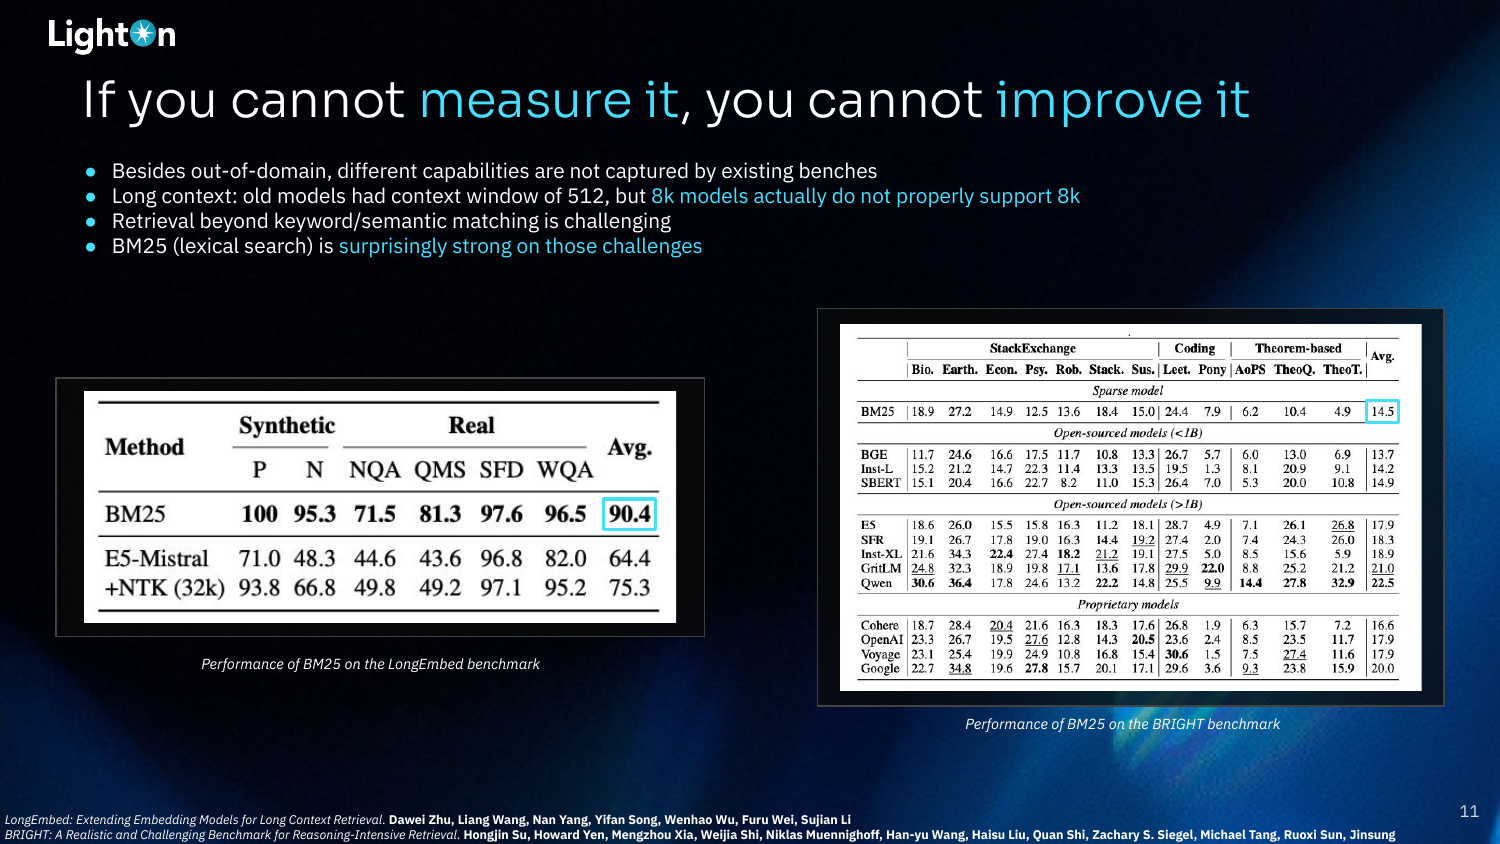 LightOn
If you cannot measure it, you cannot improve it
● Besides out-of-domain, different capabilities are not captured by existing benches
● Long context: old models had context window of 512, but 8k models actually do not properly support 8k
● Retrieval beyond keyword/semantic matching is challenging
● BM25 (lexical search) is surprisingly strong on those challenges
Method Synthetic Real Avg.
P N NQA QMS SFD WQA
BM25 100 95.3 71.5 81.3 97.6 96.5 90.4
E5-Mistral 71.0 48.3 44.6 43.6 96.8 82.0 64.4
+NTK (32k) 93.8 66.8 49.8 49.2 97.1 95.2 75.3
Performance of BM25 on the LongEmbed benchmark
StackExchange Coding Theorem-based Avg.
Bio. Earth. Econ. Psy. Rob. Stack. Sus. Leet. Pony AoPS TheoQ. TheoT.
Sparse model
BM25 18.9 27.2 14.9 12.5 13.6 18.4 15.0 24.4 7.9 6.2 10.4 4.9 14.5
Open-sourced models (<1B)
BGE 11.7 24.6 16.6 17.5 11.7 10.8 13.3 26.7 5.7 6.0 13.0 6.9 13.7
Inst-L 15.2 21.2 14.7 22.3 11.4 13.3 13.5 19.5 1.3 8.1 20.9 9.1 14.2
SBERT 15.1 20.4 16.6 22.7 8.2 11.0 15.3 26.4 7.0 5.3 20.0 10.8 14.9
Open-sourced models (>1B)
E5 18.6 26.0 15.5 15.8 16.3 11.2 18.1 28.7 4.9 7.1 26.1 26.8 17.9
SFR 19.1 26.7 17.8 19.0 16.3 14.4 19.2 27.4 2.0 7.4 24.3 26.0 18.3
Inst-XL 21.6 34.3 22.4 27.4 18.2 21.2 19.1 27.5 5.0 8.5 15.6 5.9 18.9
GritLM 24.8 32.3 18.9 19.8 17.1 13.6 17.8 29.9 22.0 8.8 25.2 21.2 21.0
Qwen 30.6 36.4 17.8 24.6 13.2 22.2 14.8 25.5 9.9 14.4 27.8 32.9 22.5
Proprietary models
Cohere 18.7 28.4 20.4 21.6 16.3 18.3 17.6 26.8 1.9 6.3 15.7 7.2 16.6
OpenAI 23.3 26.7 19.5 27.6 12.8 14.3 20.5 23.6 2.4 8.5 23.5 11.7 17.9
Voyage 23.1 25.4 19.9 24.9 10.8 16.8 15.4 30.6 1.5 7.5 27.4 11.6 17.9
Google 22.7 34.8 19.6 27.8 15.7 20.1 17.1 29.6 3.6 9.3 23.8 15.9 20.0
Performance of BM25 on the BRIGHT benchmark
11
LongEmbed: Extending Embedding Models for Long Context Retrieval. Dawei Zhu, Liang Wang, Nan Yang, Yifan Song, Wenhao Wu, Furu Wei, Sujian Li
BRIGHT: A Realistic and Challenging Benchmark for Reasoning-Intensive Retrieval. Hongjin Su, Howard Yen, Mengzhou Xia, Weijia Shi, Niklas Muennighoff, Han-yu Wang, Haisu Liu, Quan Shi, Zachary S. Siegel, Michael Tang, Ruoxi Sun, Jinsung